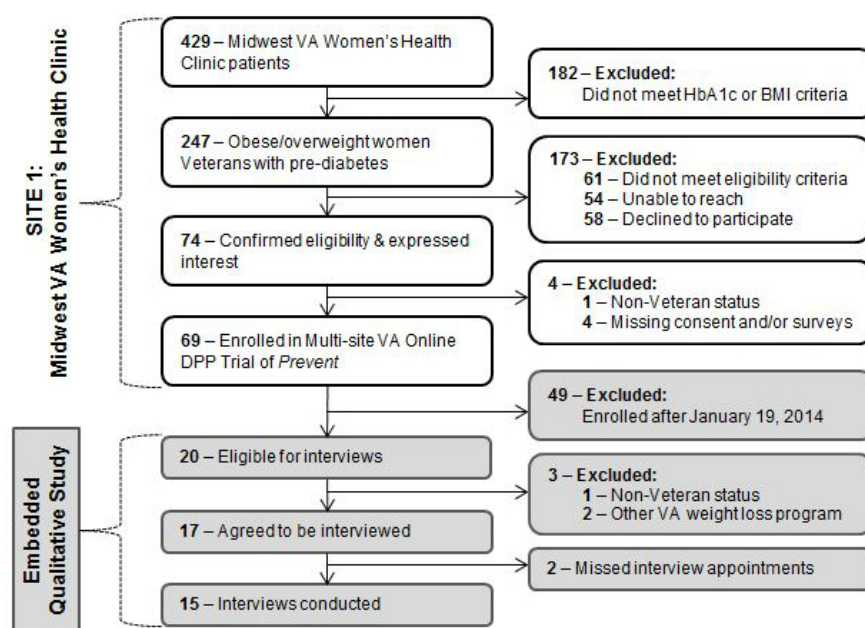 SITE 1:
Midwest VA Women's Health Clinic
429 – Midwest VA Women's Health
Clinic patients
182 – Excluded:
Did not meet HbA1c or BMI criteria
247 – Obese/overweight women
Veterans with pre-diabetes
173 – Excluded:
61 – Did not meet eligibility criteria
54 – Unable to reach
58 – Declined to participate
74 – Confirmed eligibility & expressed
interest
4 – Excluded:
1 – Non-Veteran status
4 – Missing consent and/or surveys
69 – Enrolled in Multi-site VA Online
DPP Trial of Prevent
49 – Excluded:
Enrolled after January 19, 2014
Embedded
Qualitative Study
20 – Eligible for interviews
3 – Excluded:
1 – Non-Veteran status
2 – Other VA weight loss program
17 – Agreed to be interviewed
2 – Missed interview appointments
15 – Interviews conducted